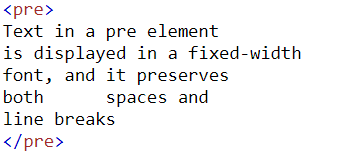 <pre>
Text in a pre element
is displayed in a fixed-width
font, and it preserves
both      spaces and
line breaks
</pre>